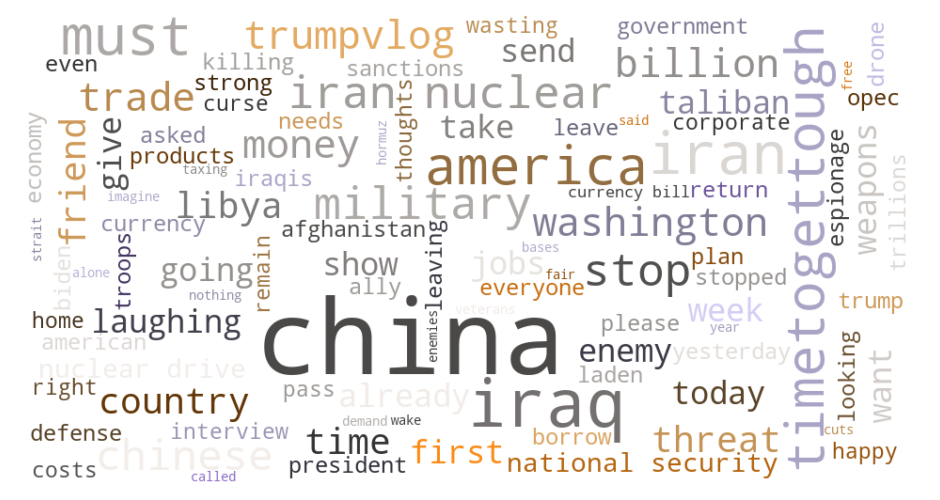 must
trumpvlog
wasting
government
timetogettough
even
killing
sanctions
send
billion
drone
free
strong
curse
iran nuclear
trade
taliban
opec
economy
friend
give
asked
needs
thoughts
take
leave
said
corporate
products
money
hormuz
america
iran
espionage
weapons
trillions
taxing
iraqis
imagine
libya
military
currency
bill
return
strait
currency
afghanistan
washington
biden
alone
troops
going
remain
show
leaving
bases
jobs
stop
plan
stopped
nothing
ally
fair
everyone
trump
home
laughing
china
enemies
veterans
week
year
please
american
enemy
yesterday
looking
want
nuclear drive
laden
right
country
pass
already
iraq
today
defense
interview
demand
wake
cuts
chinese
time
first
borrow
threat
happy
costs
called
president
national security